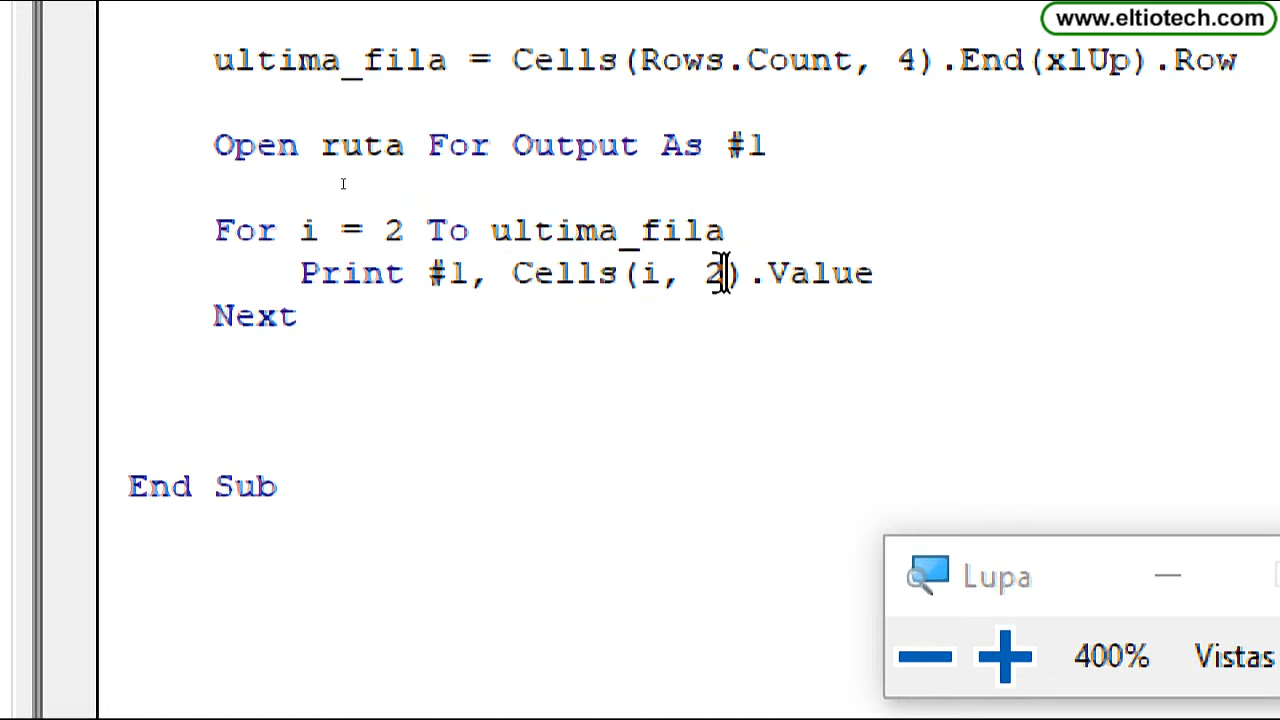 www.eltiotech.com
ultima_fila = Cells(Rows.Count, 4).End(xlUp).Row
Open ruta For Output As #1
For i = 2 To ultima_fila
Print #1, Cells(i, 2).Value
Next
End Sub
Lupa
400%
Vistas